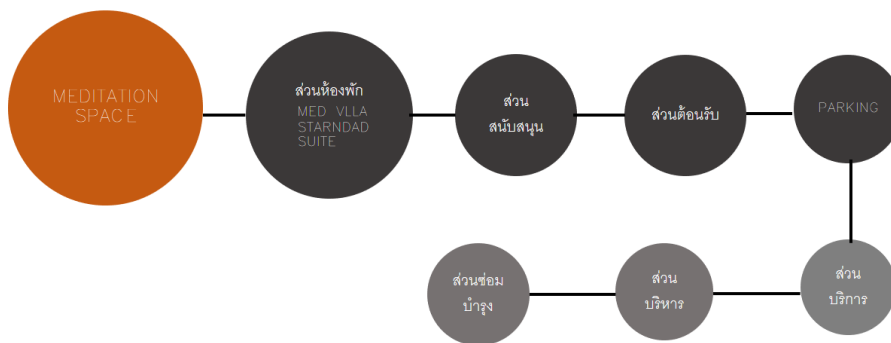 MEDITATION
SPACE
ส่วนห้องพัก
MED VLLA
STARNDAD
SUITE
ส่วน
สนับสนุน
ส่วนต้อนรับ
PARKING
ส่วนซ่อม
บำรุง
ส่วน
บริหาร
ส่วน
บริการ